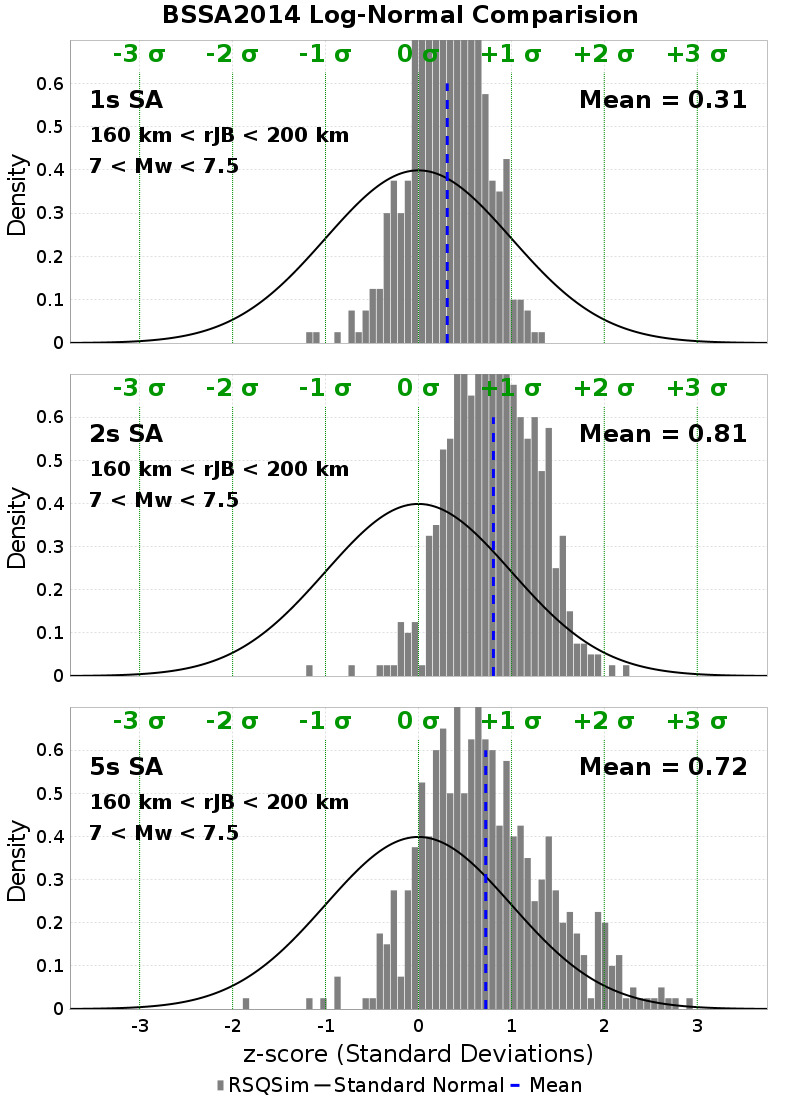 BSSA2014 Log-Normal Comparision
-3 σ -2 σ -1 σ 0 σ +1 σ +2 σ +3 σ
0.6
1s SA Mean = 0.31
0.5
160 km < rJB < 200 km
7 < Mw < 7.5
0.4
0.3
0.2
0.1
0
Density
-3 σ -2 σ -1 σ 0 σ +1 σ +2 σ +3 σ
0.6
2s SA Mean = 0.81
0.5
160 km < rJB < 200 km
7 < Mw < 7.5
0.4
0.3
0.2
0.1
0
Density
-3 σ -2 σ -1 σ 0 σ +1 σ +2 σ +3 σ
0.6
5s SA Mean = 0.72
0.5
160 km < rJB < 200 km
7 < Mw < 7.5
0.4
0.3
0.2
0.1
0
Density
-3 -2 -1 0 1 2 3
z-score (Standard Deviations)
RSQSim Standard Normal Mean